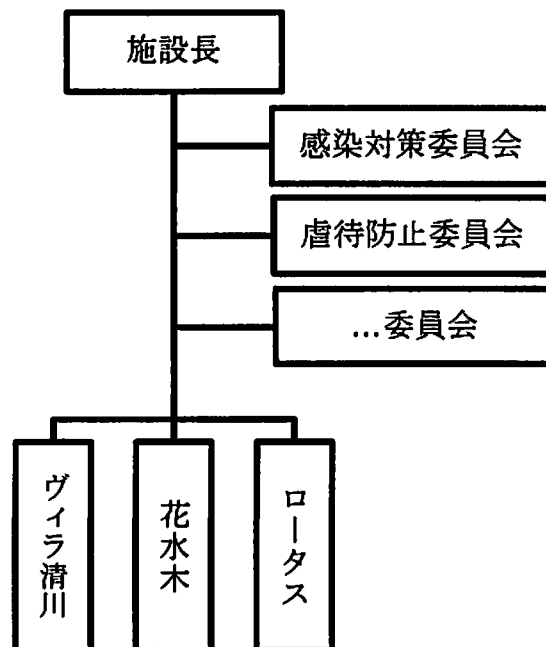 施設長
感染対策委員会
虐待防止委員会
…委員会
ヴィラ清川
花水木
ロータス